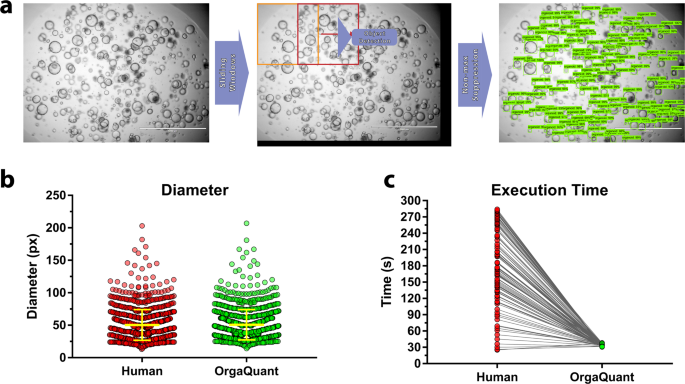 a
Sliding
Windows
Object
Detection
Non-max
Suppression
b
Diameter
Diameter (px)
250
200
150
100
50
0
Human
OrgaQuant
c
Execution Time
Time (s)
300
270
240
210
180
150
120
90
60
30
0
Human
OrgaQuant